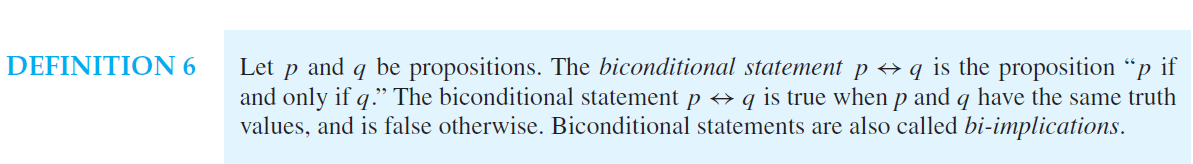 DEFINITION 6
Let p and q be propositions. The biconditional statement p ↔ q is the proposition “p if
and only if q.” The biconditional statement p ↔ q is true when p and q have the same truth
values, and is false otherwise. Biconditional statements are also called bi-implications.